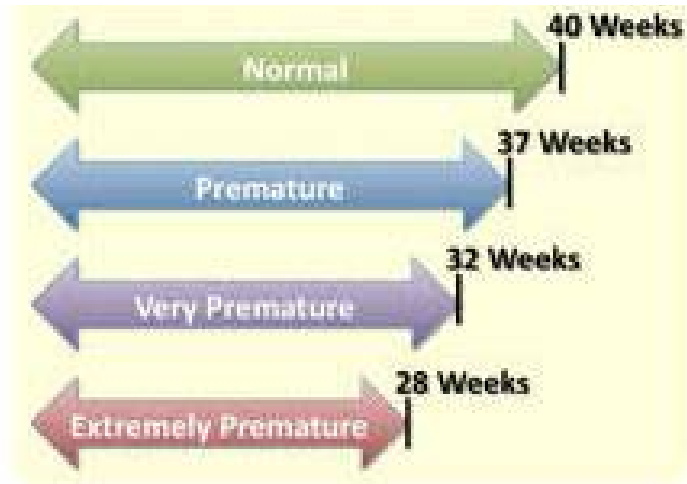 40 Weeks
Normal
37 Weeks
Premature
32 Weeks
Very Premature
28 Weeks
Extremely Premature